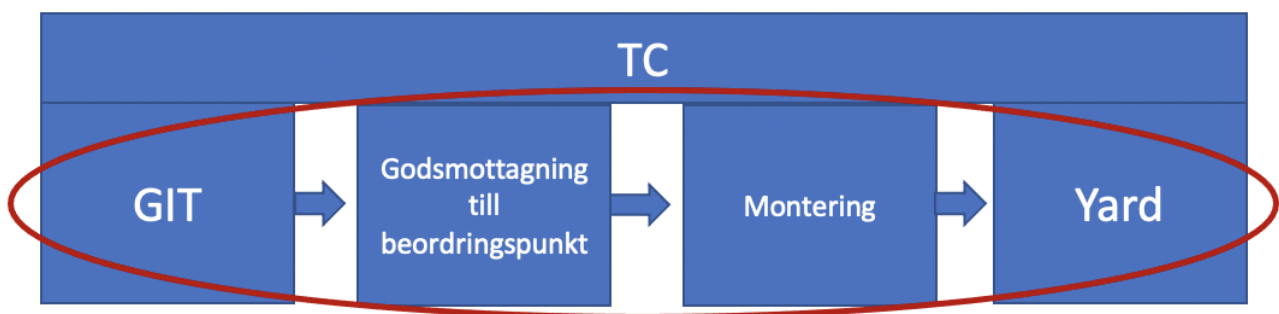 TC
GIT
Godsmottagning
till
beordringspunkt
Montering
Yard